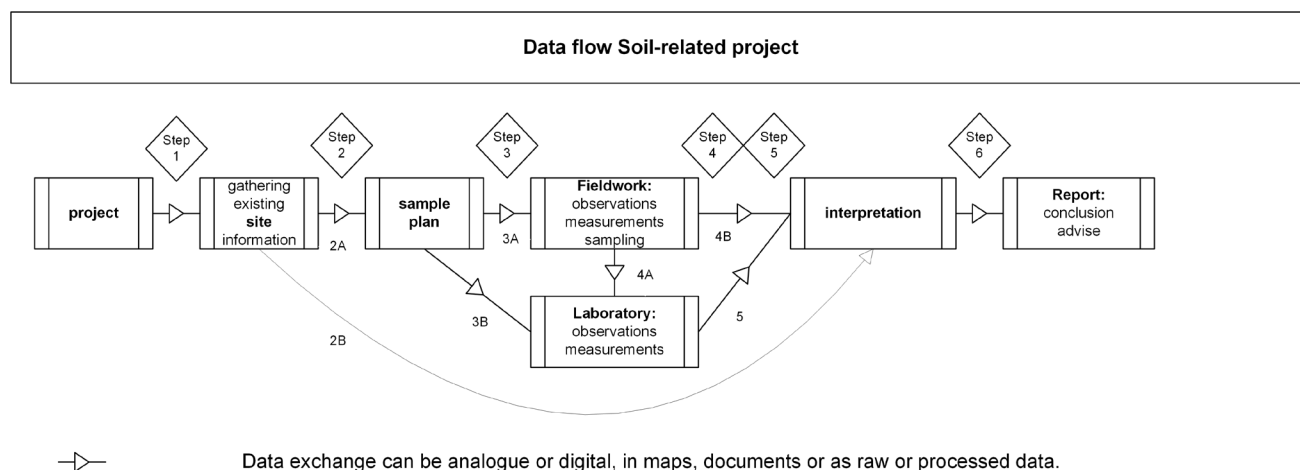 Data flow Soil-related project
Step
1
Step
2
Step
3
Step
4
Step
5
Step
6
project
gathering
existing
site
information
2A
sample
plan
3A
Fieldwork:
observations
measurements
sampling
4B
interpretation
Report:
conclusion
advise
4A
3B
Laboratory:
observations
measurements
5
2B
Data exchange can be analogue or digital, in maps, documents or as raw or processed data.